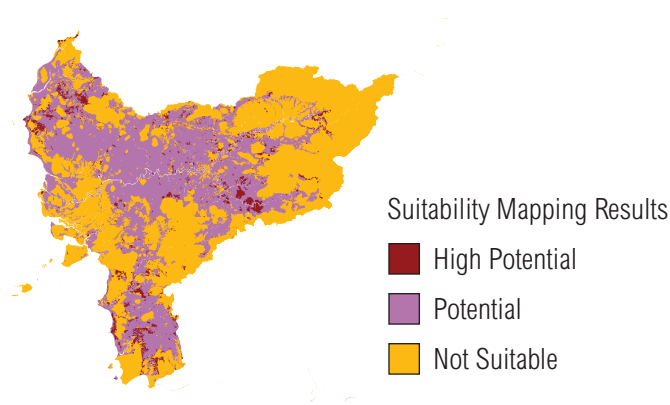 Suitability Mapping Results
High Potential
Potential
Not Suitable